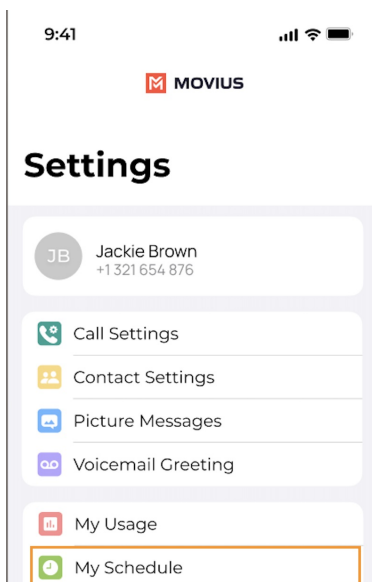 9:41
MOVIUS
Settings
JB
Jackie Brown
+1 321 654 876
Call Settings
Contact Settings
Picture Messages
Voicemail Greeting
My Usage
My Schedule